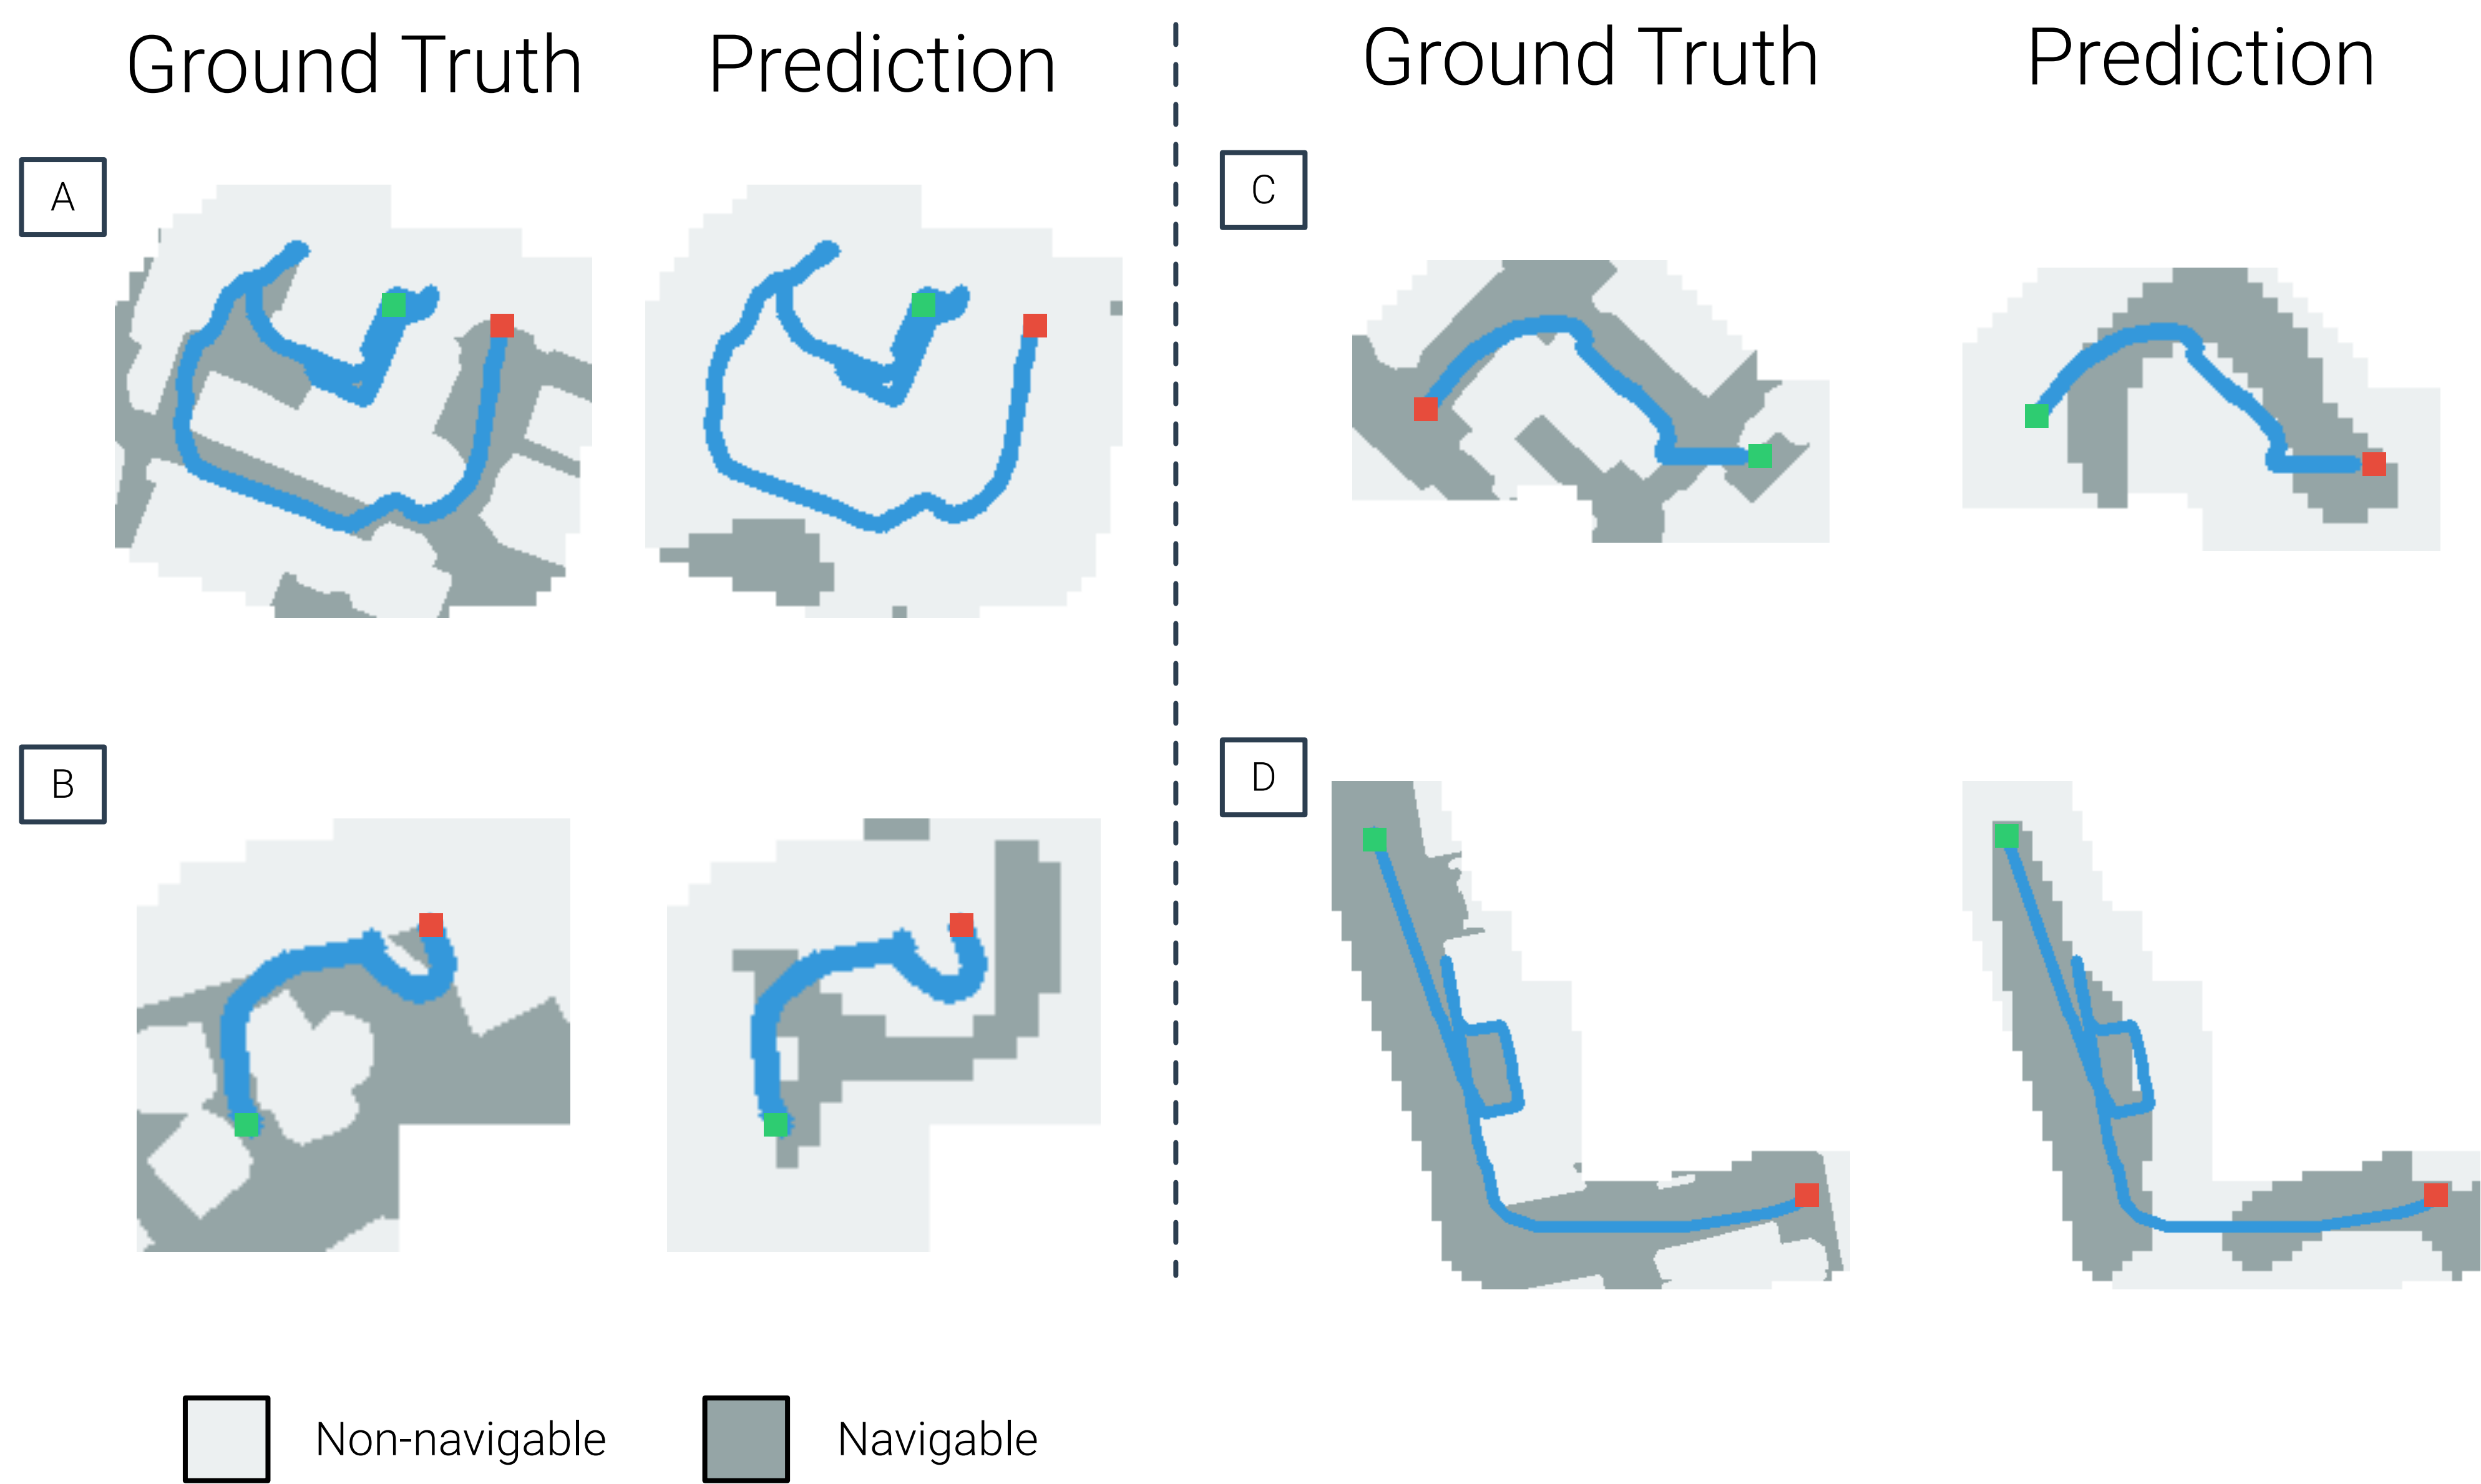 Ground Truth Prediction Ground Truth Prediction
A
C
B
D
Non-navigable Navigable